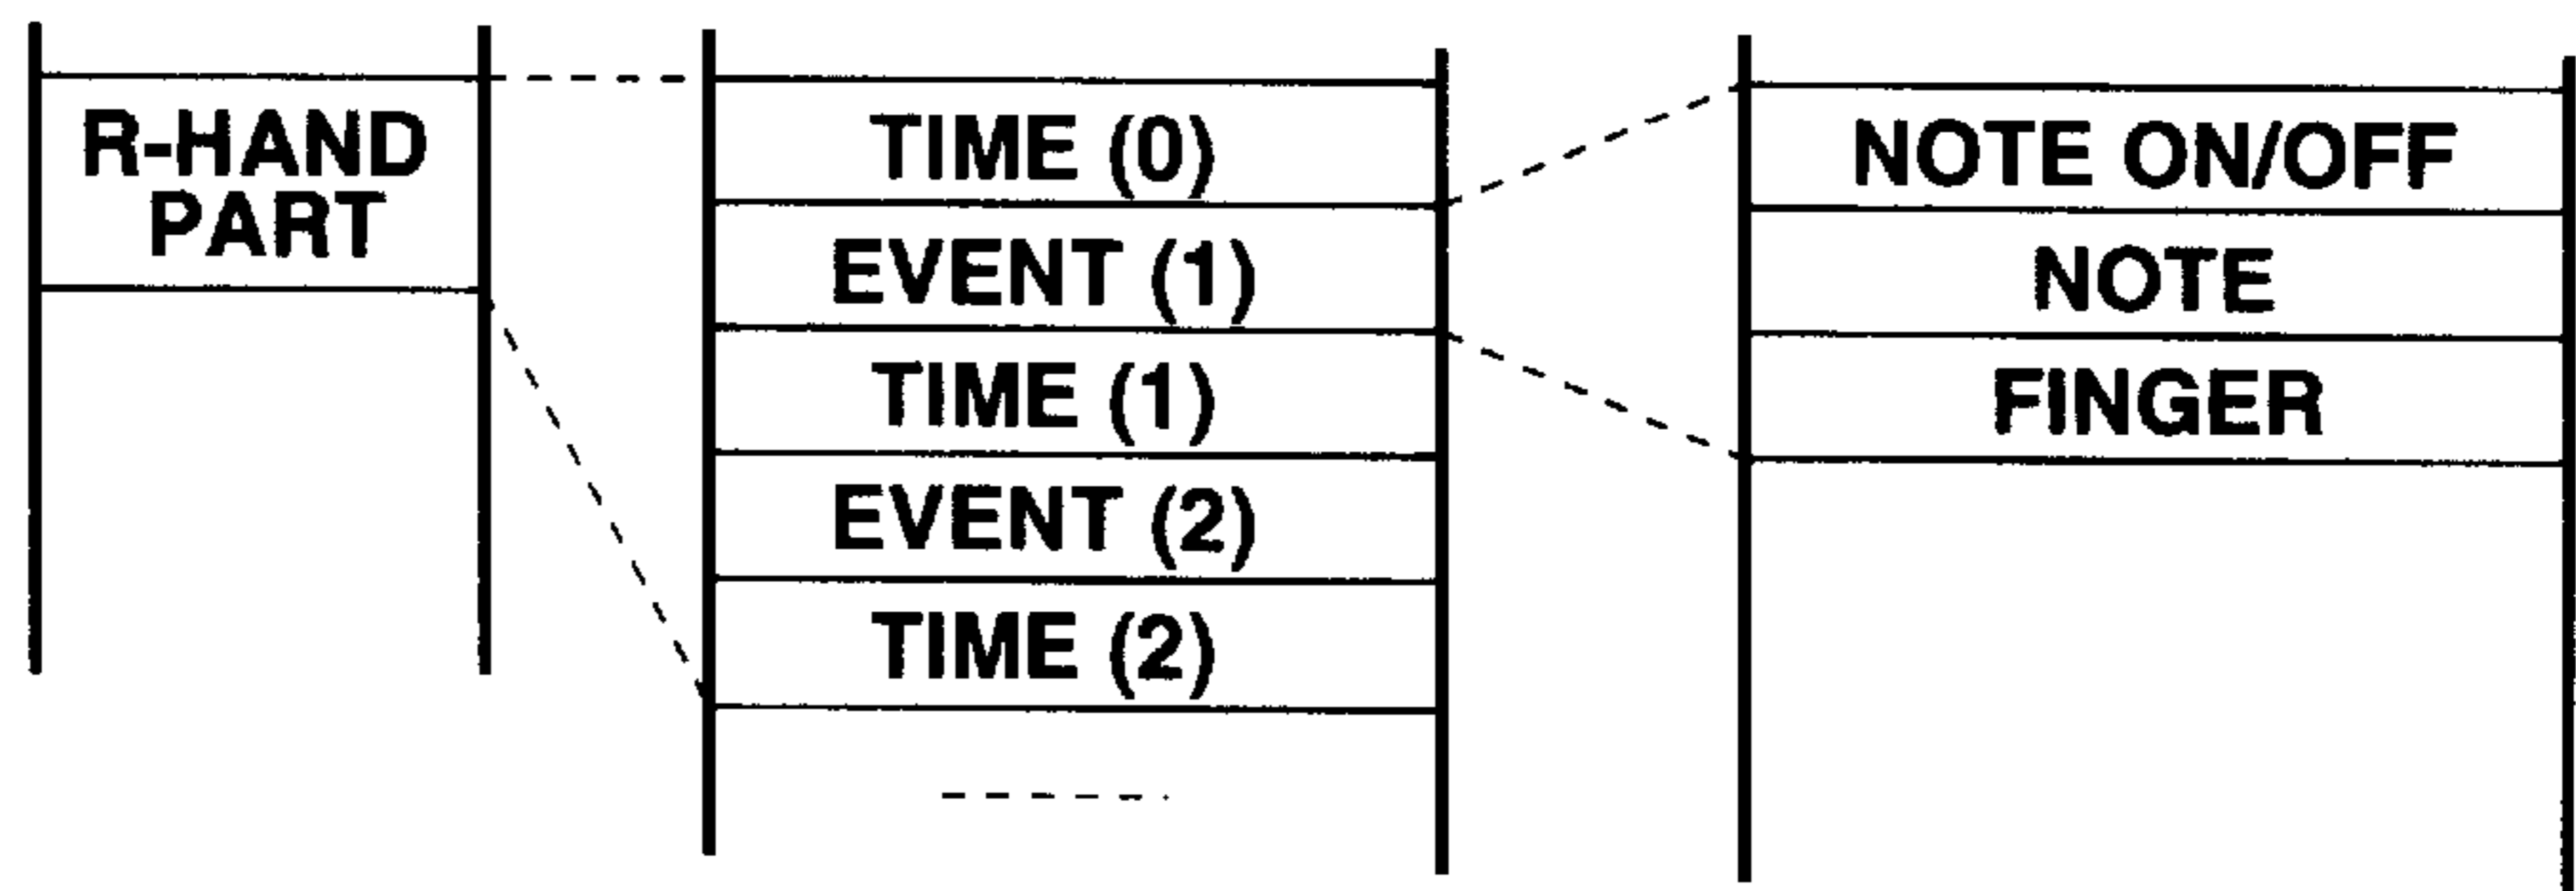 R-HAND
PART
TIME (0)
EVENT (1)
TIME (1)
EVENT (2)
TIME (2)
NOTE ON/OFF
NOTE
FINGER